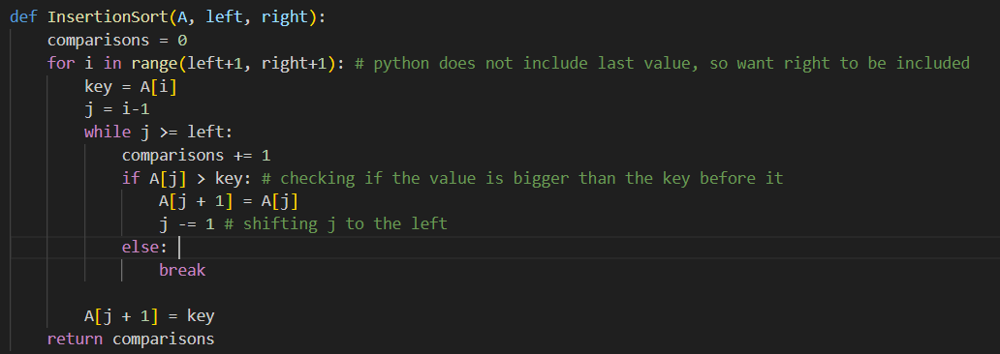 def InsertionSort(A, left, right):
    comparisons = 0
    for i in range(left+1, right+1): # python does not include last value, so want right to be included
        key = A[i]
        j = i-1
        while j >= left:
            comparisons += 1
            if A[j] > key: # checking if the value is bigger than the key before it
                A[j + 1] = A[j]
                j -= 1 # shifting j to the left
            else:
                break
        A[j + 1] = key
    return comparisons